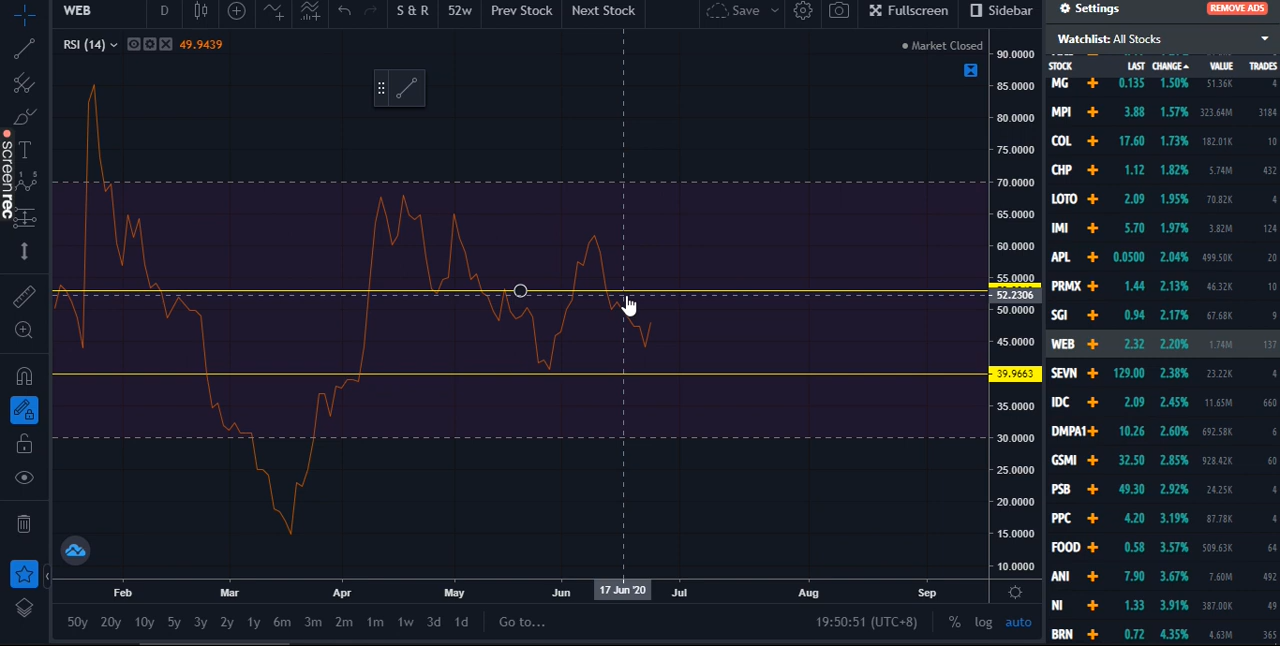 WEB D S & R 52w Prev Stock Next Stock Save Fullscreen Sidebar
Settings REMOVE ADS
Watchlist: All Stocks
RSI (14) 49.9439
Market Closed
STOCK LAST CHANGE VALUE TRADES
MG 0.135 1.50% 51.36K 4
MPI 3.88 1.57% 323.64M 3184
COL 17.60 1.73% 182.01K 10
CHP 1.12 1.82% 5.74M 432
LOTO 2.09 1.95% 70.82K 4
IMI 5.70 1.97% 3.82M 124
APL 0.0500 2.04% 499.50K 20
PRMX 1.44 2.13% 46.32K 10
SGI 0.94 2.17% 67.68K 9
WEB 2.32 2.20% 1.74M 137
SEVN 129.00 2.38% 23.22K 4
IDC 2.09 2.45% 11.65M 660
DMPA1 10.26 2.60% 692.58K 6
GSMI 32.50 2.85% 928.42K 60
PSB 49.30 2.92% 24.25K 4
PPC 4.20 3.19% 87.78K 4
FOOD 0.58 3.57% 509.63K 64
ANI 7.90 3.67% 7.60M 492
NI 1.33 3.91% 387.00K 49
BRN 0.72 4.35% 4.63M 365
90.0000
85.0000
80.0000
75.0000
70.0000
65.0000
60.0000
55.0000
52.2306
50.0000
45.0000
39.9663
35.0000
30.0000
25.0000
20.0000
15.0000
10.0000
screenrec
Feb Mar Apr May Jun 17 Jun '20 Jul Aug Sep
50y 20y 10y 5y 3y 2y 1y 6m 3m 2m 1m 1w 3d 1d Go to... 19:50:51 (UTC+8) % log auto